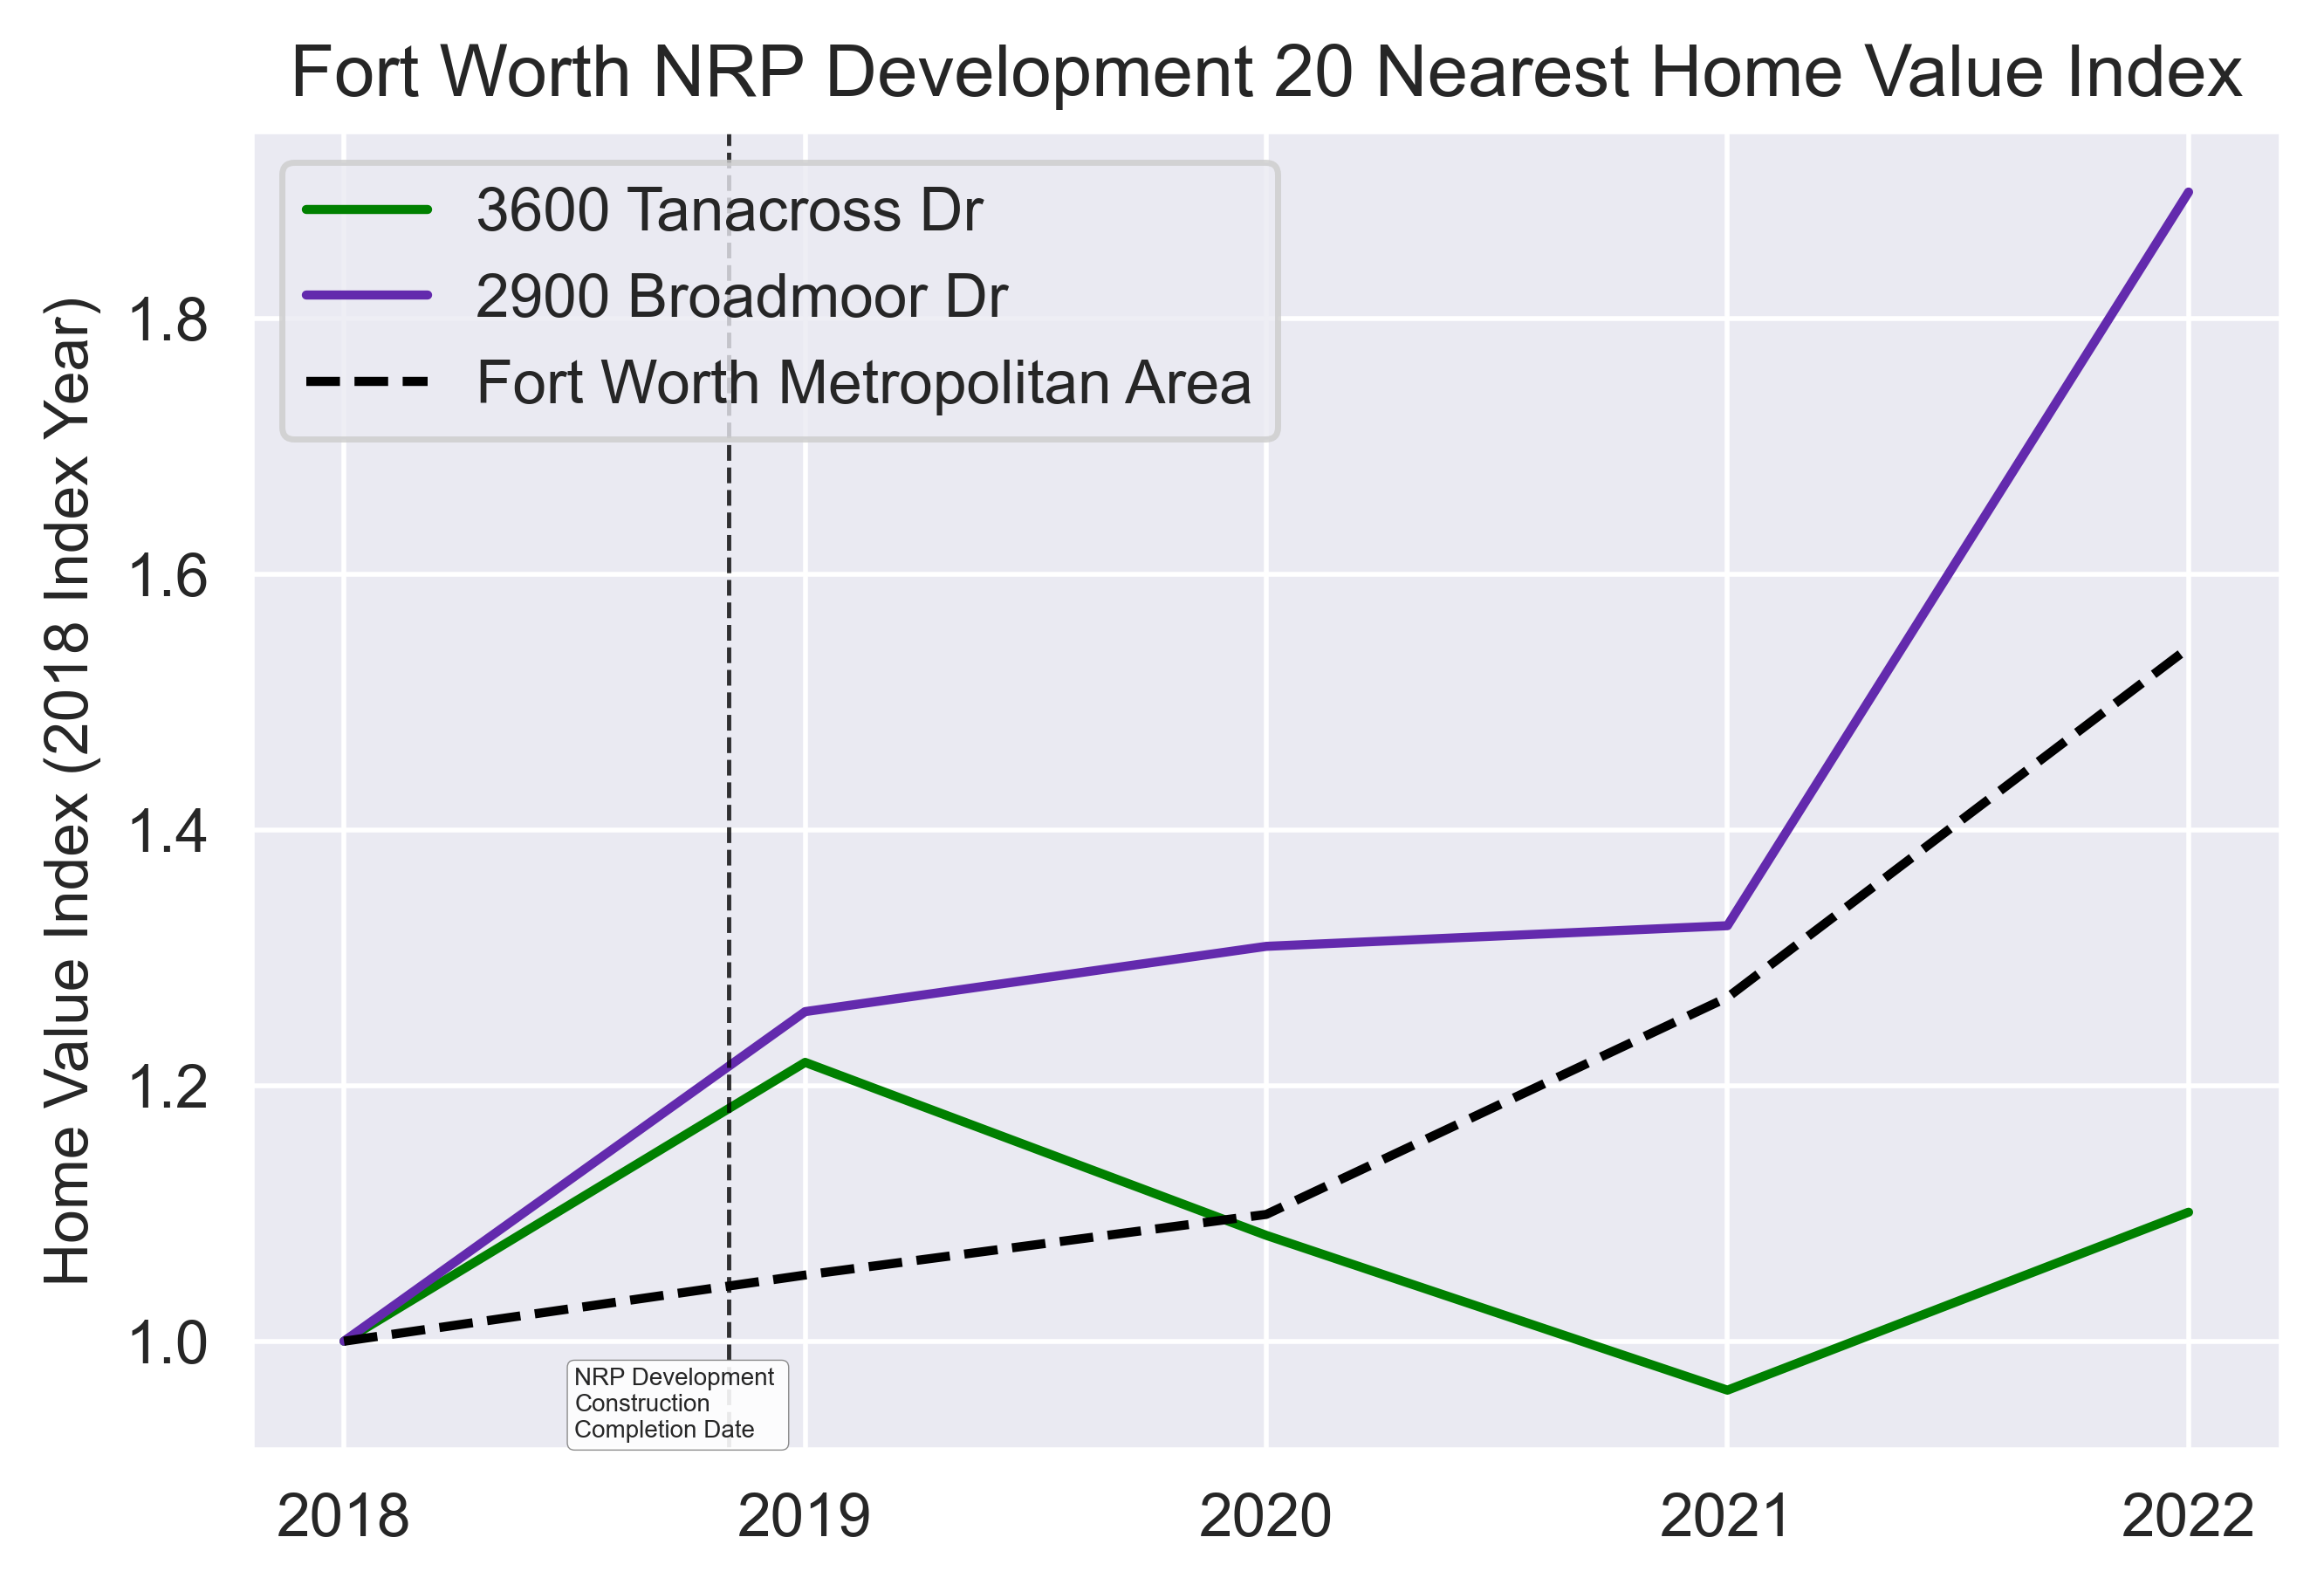 Fort Worth NRP Development 20 Nearest Home Value Index
Home Value Index (2018 Index Year)
3600 Tanacross Dr
2900 Broadmoor Dr
Fort Worth Metropolitan Area
1.8
1.6
1.4
1.2
1.0
NRP Development
Construction
Completion Date
2018 2019 2020 2021 2022